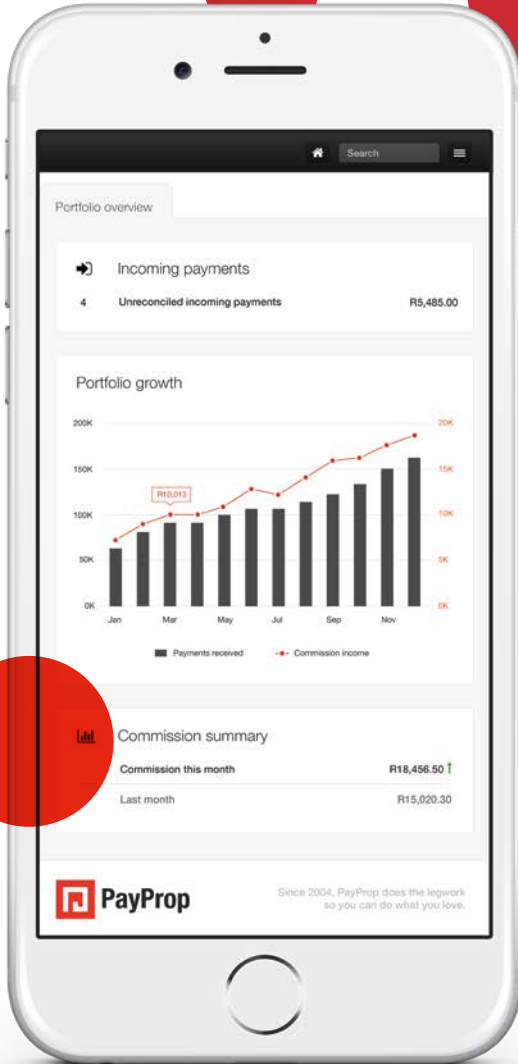 Search
Portfolio overview
Incoming payments
4 Unreconciled incoming payments R5,485.00
Portfolio growth
200K 20K
150K 15K
R10,013
100K 10K
50K 5K
0K 0K
Jan Mar May Jul Sep Nov
Payments received Commission income
Commission summary
Commission this month R18,456.50
Last month R15,020.30
PayProp
Since 2004, PayProp does the legwork
so you can do what you love.